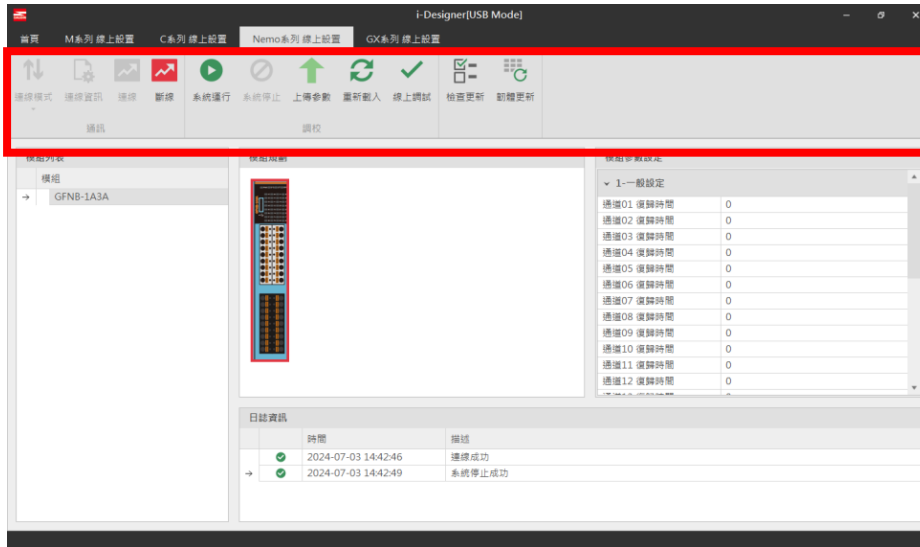 i-Designer[USB Mode]
首頁 M系列 線上設置 C系列 線上設置 Nemo系列 線上設置 GX系列 線上設置
連線模式 連線資訊 連線 斷線 系統運行 系統停止 上傳參數 重新載入 線上調試 檢查更新 韌體更新
通訊 調校
模組列表 模組規劃 模組參數設定
模組
→ GFNB-1A3A
1-一般設定
通道01 復歸時間 0
通道02 復歸時間 0
通道03 復歸時間 0
通道04 復歸時間 0
通道05 復歸時間 0
通道06 復歸時間 0
通道07 復歸時間 0
通道08 復歸時間 0
通道09 復歸時間 0
通道10 復歸時間 0
通道11 復歸時間 0
通道12 復歸時間 0
日誌資訊
時間 描述
2024-07-03 14:42:46 連線成功
→ 2024-07-03 14:42:49 系統停止成功